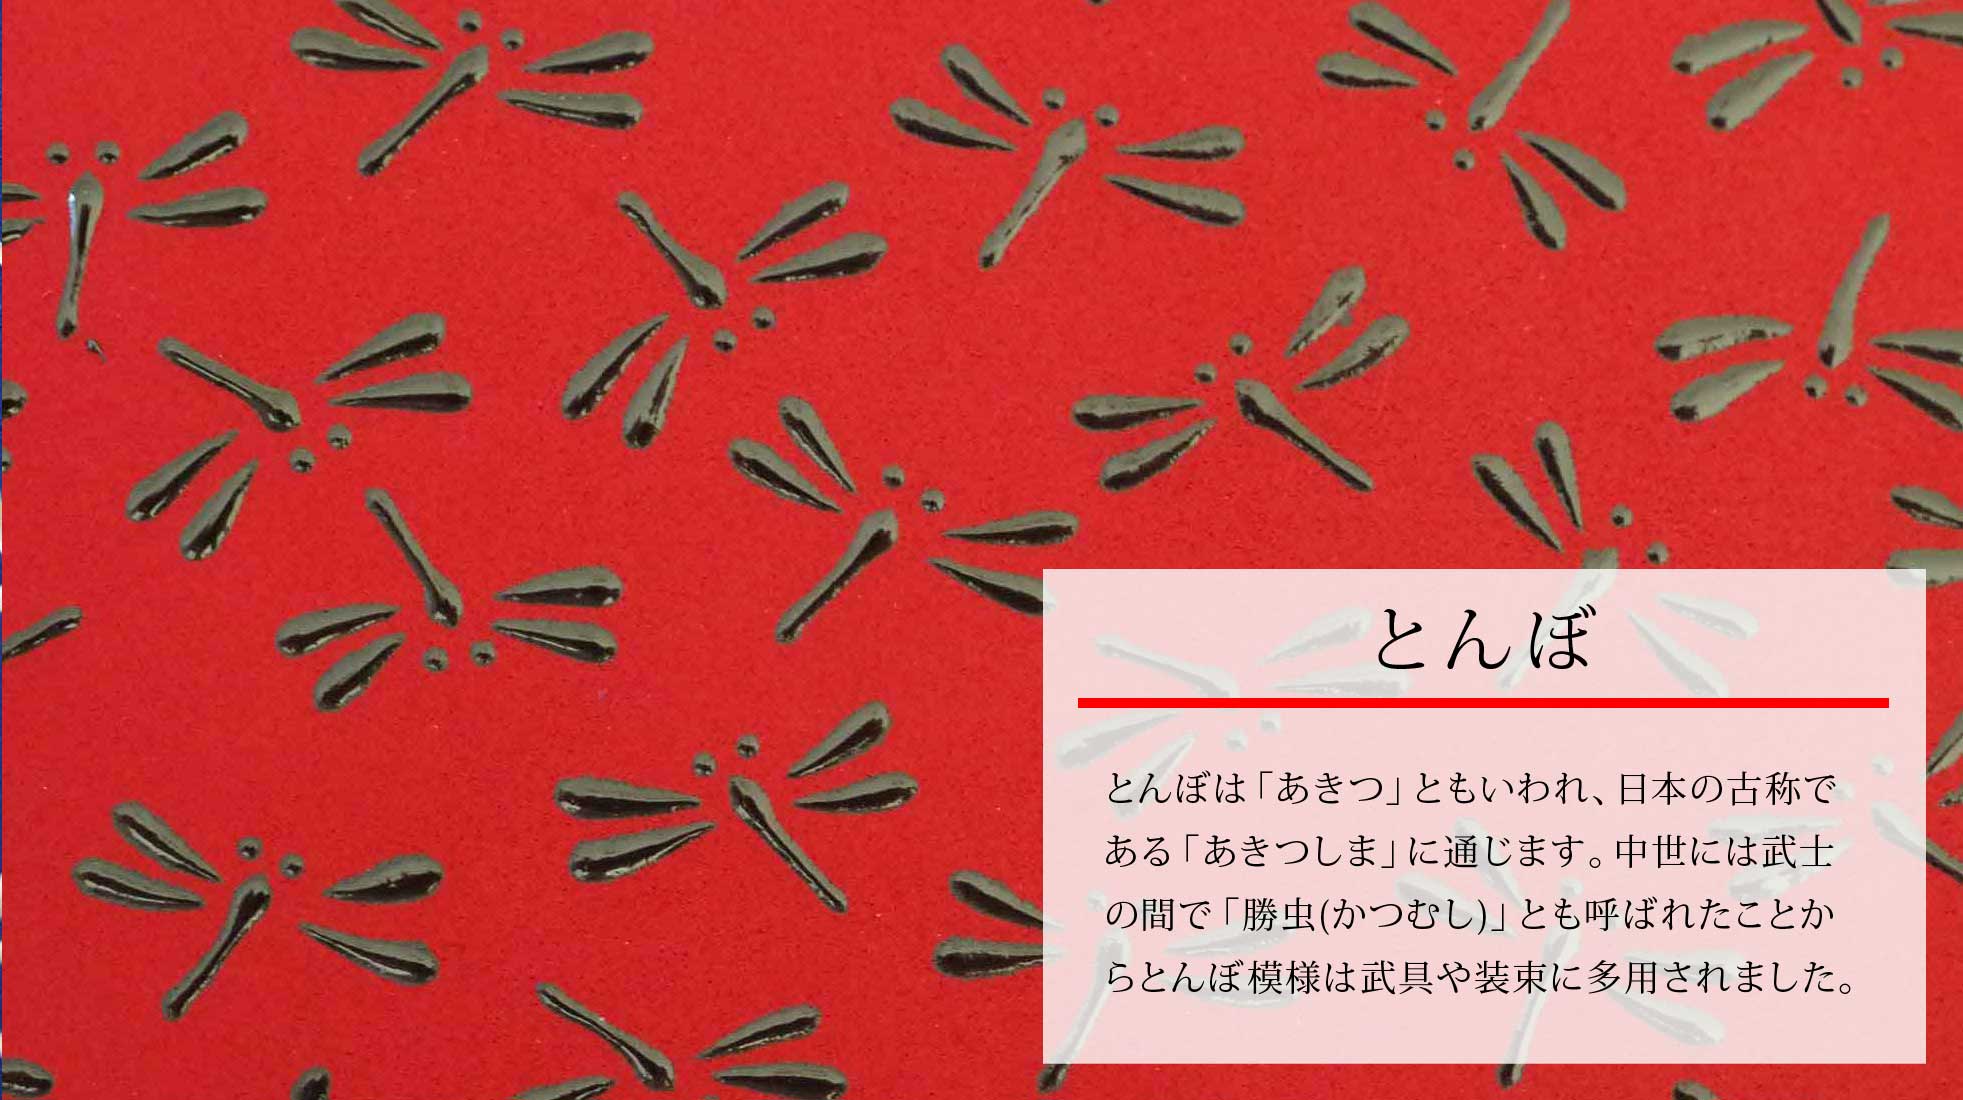 とんぼ
とんぼは「あきつ」ともいわれ、日本の古称で
ある「あきつしま」に通じます。中世には武士
の間で「勝虫(かつむし)」とも呼ばれたことか
らとんぼ模様は武具や装束に多用されました。